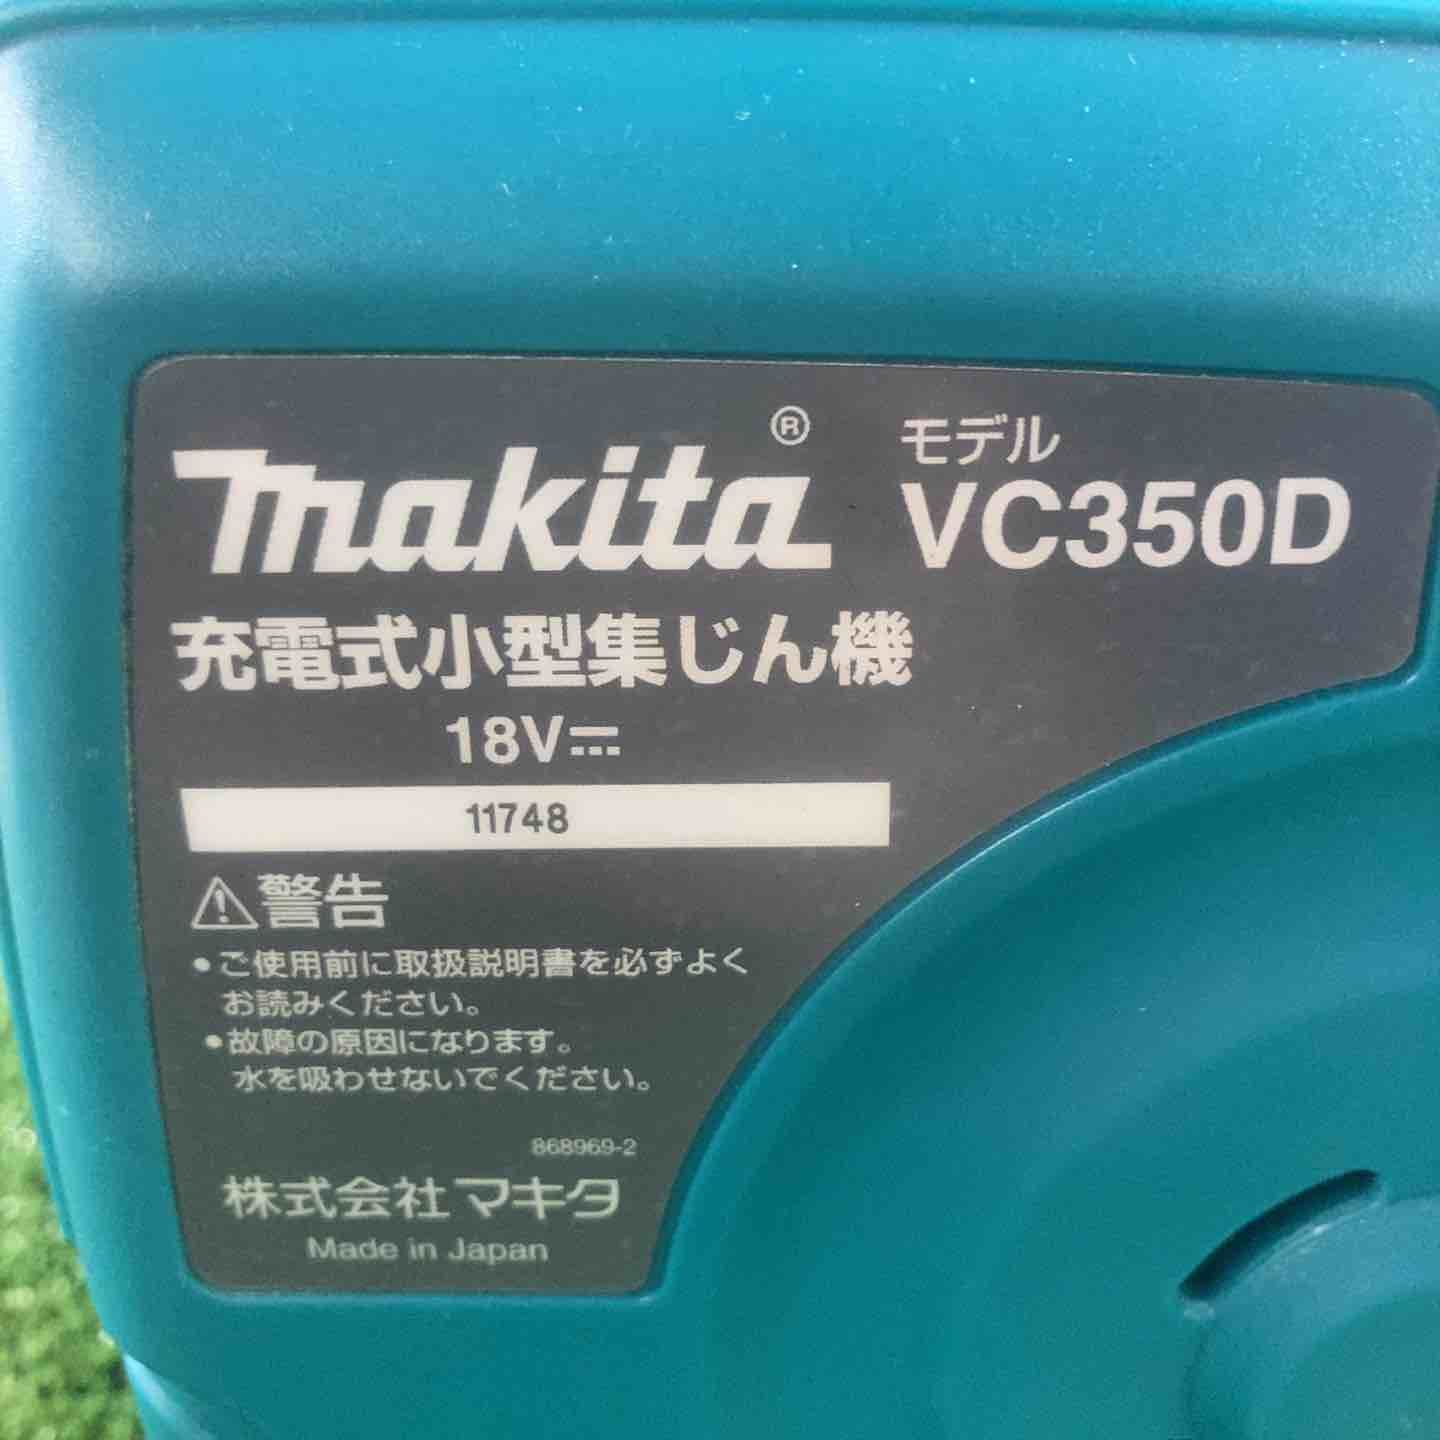 makita®
モデル
VC350D
充電式小型集じん機
18V⎓
11748
⚠警告
•ご使用前に取扱説明書を必ずよく
お読みください。
•故障の原因になります。
水を吸わせないでください。
868969-2
株式会社マキタ
Made in Japan